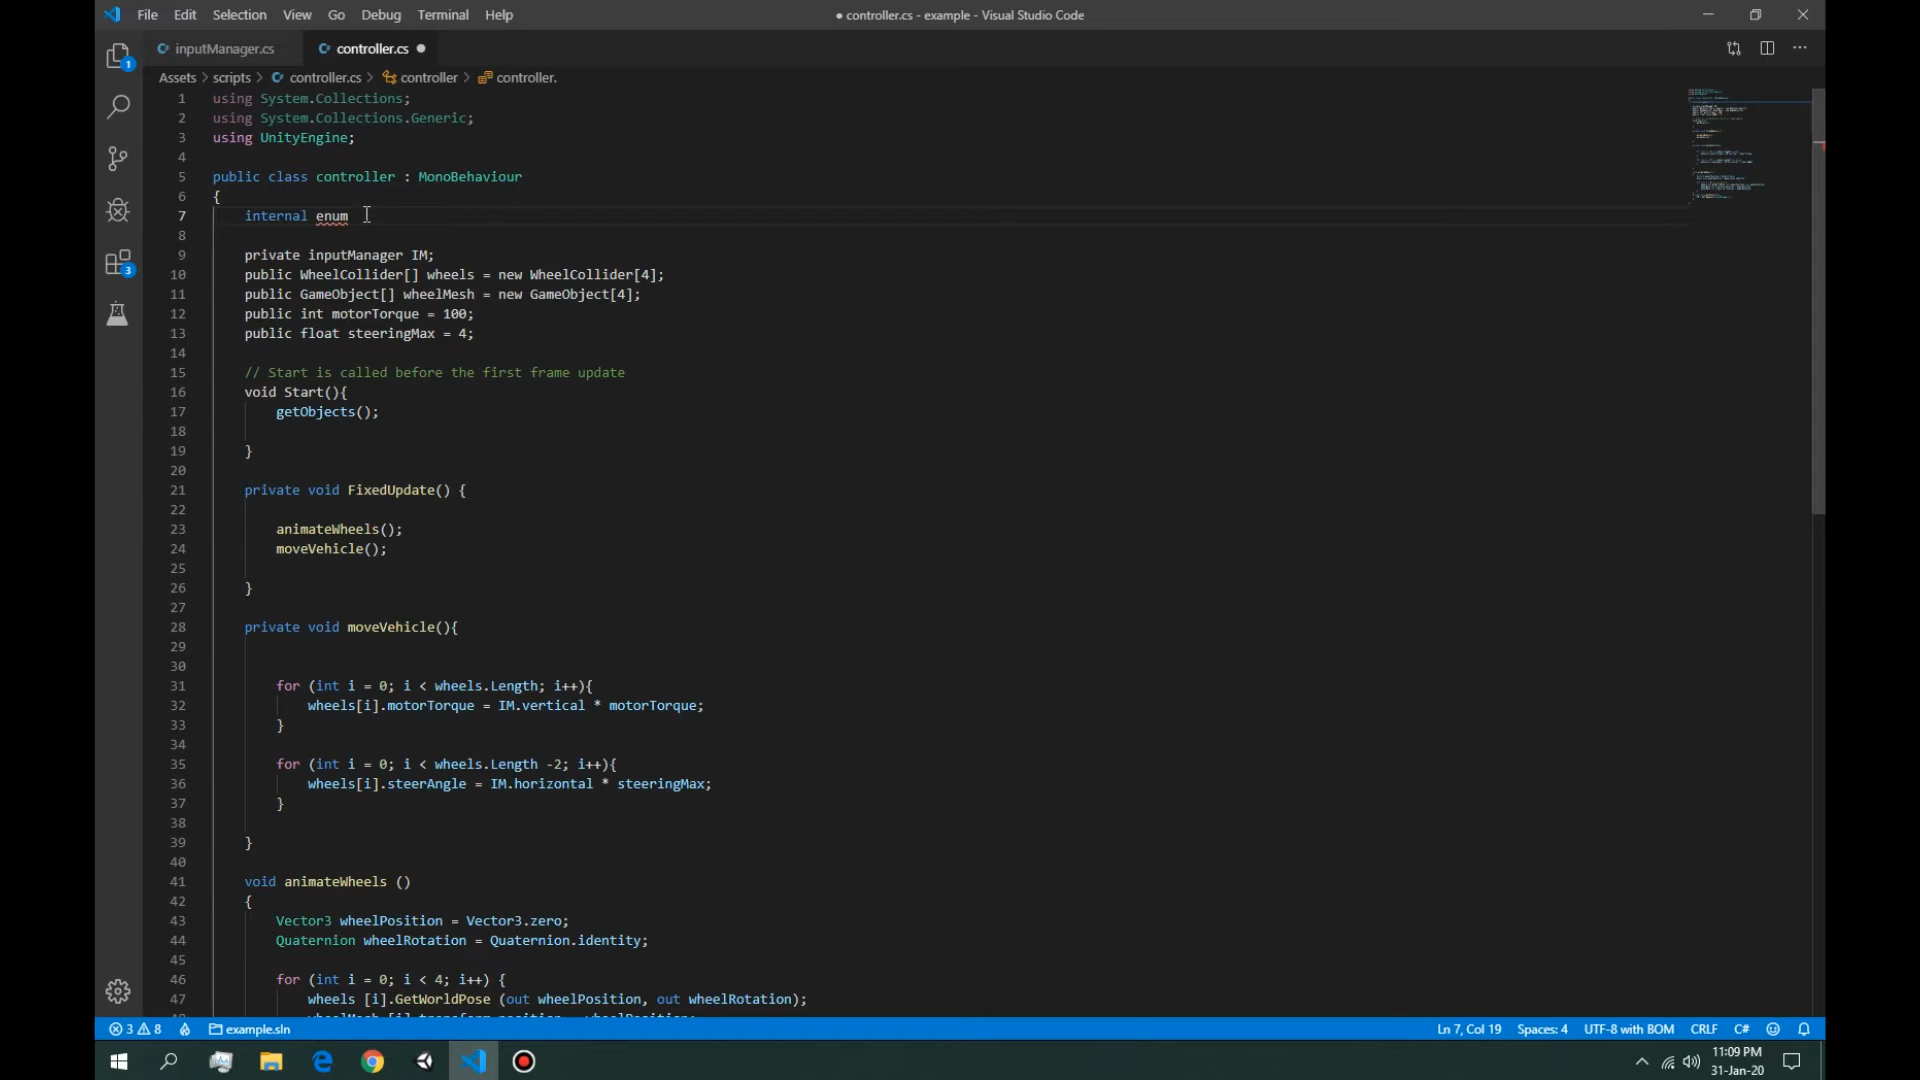 File Edit Selection View Go Debug Terminal Help
● controller.cs - example - Visual Studio Code
inputManager.cs
controller.cs
Assets > scripts > controller.cs > controller > controller.
1 using System.Collections;
2 using System.Collections.Generic;
3 using UnityEngine;
4
5 public class controller : MonoBehaviour
6 {
7 internal enum
8
9 private inputManager IM;
10 public WheelCollider[] wheels = new WheelCollider[4];
11 public GameObject[] wheelMesh = new GameObject[4];
12 public int motorTorque = 100;
13 public float steeringMax = 4;
14
15 // Start is called before the first frame update
16 void Start(){
17 getObjects();
18
19 }
20
21 private void FixedUpdate() {
22
23 animateWheels();
24 moveVehicle();
25
26 }
27
28 private void moveVehicle(){
29
30
31 for (int i = 0; i < wheels.Length; i++){
32 wheels[i].motorTorque = IM.vertical * motorTorque;
33 }
34
35 for (int i = 0; i < wheels.Length -2; i++){
36 wheels[i].steerAngle = IM.horizontal * steeringMax;
37 }
38
39 }
40
41 void animateWheels ()
42 {
43 Vector3 wheelPosition = Vector3.zero;
44 Quaternion wheelRotation = Quaternion.identity;
45
46 for (int i = 0; i < 4; i++) {
47 wheels [i].GetWorldPose (out wheelPosition, out wheelRotation);
1
3
3 8 example.sln
Ln 7, Col 19 Spaces: 4 UTF-8 with BOM CRLF C#
11:09 PM
31-Jan-20